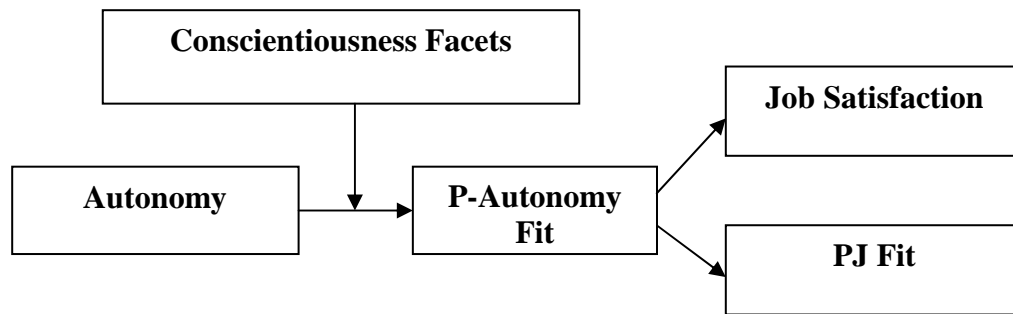 Conscientiousness Facets
Job Satisfaction
Autonomy
P-Autonomy
Fit
PJ Fit